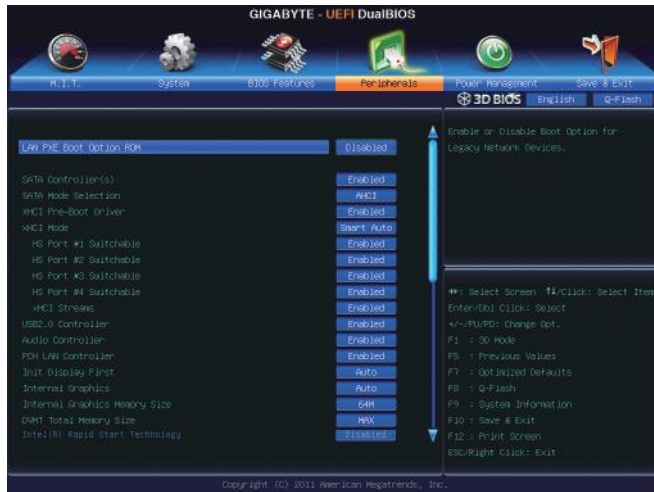 GIGABYTE - UEFI DualBIOS
M.I.T. System BIOS Features Peripherals Power Management Save & Exit
3D BIOS English Q-Flash
LAN PXE Boot Option ROM Disabled
SATA Controller(s) Enabled
SATA Mode Selection AHCI
xHCI Pre-Boot Driver Enabled
xHCI Mode Smart Auto
HS Port #1 Switchable Enabled
HS Port #2 Switchable Enabled
HS Port #3 Switchable Enabled
HS Port #4 Switchable Enabled
xHCI Streams Enabled
USB2.0 Controller Enabled
Audio Controller Enabled
PCH LAN Controller Enabled
Init Display First Auto
Internal Graphics Auto
Internal Graphics Memory Size 64M
DVMT Total Memory Size MAX
Intel(R) Rapid Start Technology Disabled
Enable or Disable Boot Option for
Legacy Network Devices.
↔: Select Screen ↑↓/Click: Select Item
Enter/Dbl Click: Select
+/-/PU/PD: Change Opt.
F1 : 3D Mode
F5 : Previous Values
F7 : Optimized Defaults
F8 : Q-Flash
F9 : System Information
F10 : Save & Exit
F12 : Print Screen
ESC/Right Click: Exit
Copyright (C) 2011 American Megatrends, Inc.